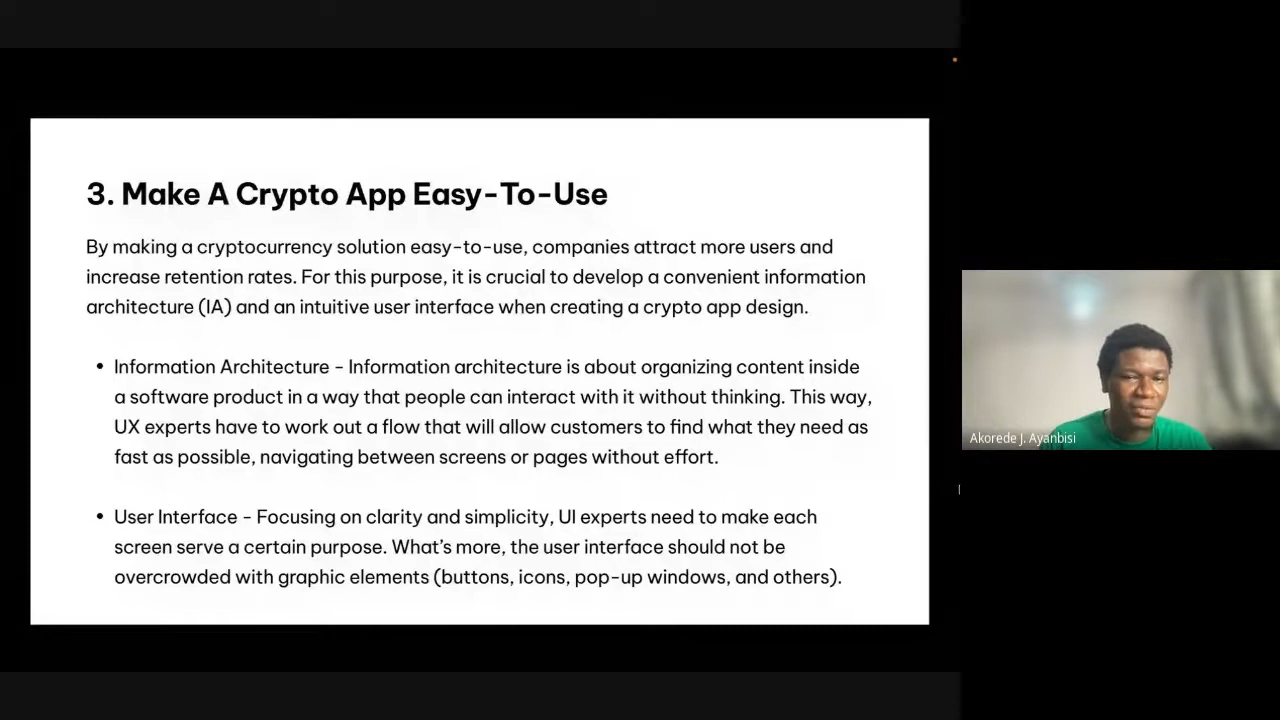 3. Make A Crypto App Easy-To-Use
By making a cryptocurrency solution easy-to-use, companies attract more users and
increase retention rates. For this purpose, it is crucial to develop a convenient information
architecture (IA) and an intuitive user interface when creating a crypto app design.
• Information Architecture - Information architecture is about organizing content inside
a software product in a way that people can interact with it without thinking. This way,
UX experts have to work out a flow that will allow customers to find what they need as
fast as possible, navigating between screens or pages without effort.
• User Interface - Focusing on clarity and simplicity, UI experts need to make each
screen serve a certain purpose. What’s more, the user interface should not be
overcrowded with graphic elements (buttons, icons, pop-up windows, and others).
Akorede J. Ayanbisi